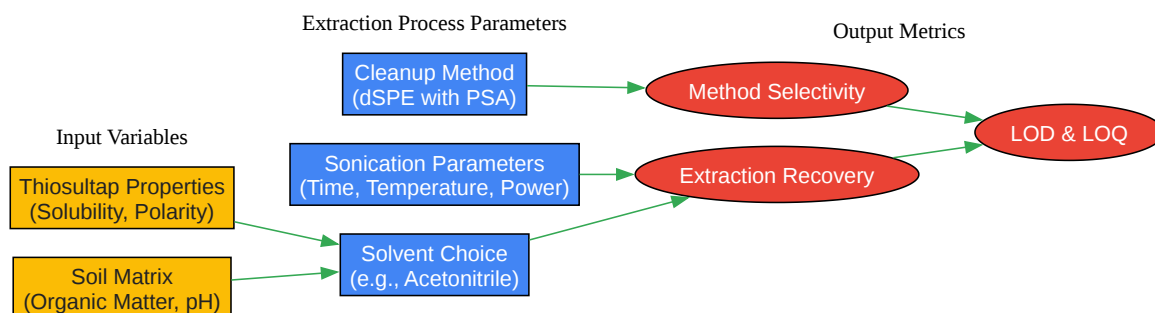 Extraction Process Parameters
Output Metrics
Cleanup Method
(dSPE with PSA)
Method Selectivity
LOD & LOQ
Input Variables
Sonication Parameters
(Time, Temperature, Power)
Extraction Recovery
Thiosultap Properties
(Solubility, Polarity)
Solvent Choice
(e.g., Acetonitrile)
Soil Matrix
(Organic Matter, pH)